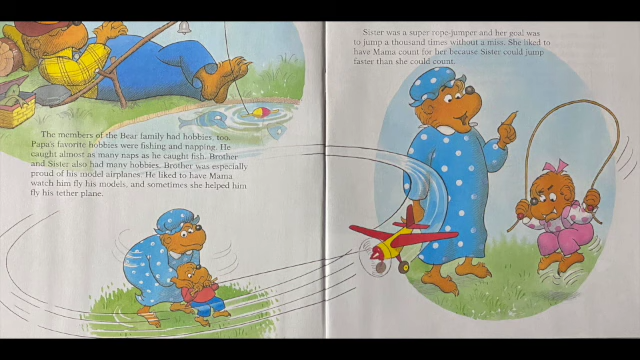 The members of the Bear family had hobbies, too.
Papa's favorite hobbies were fishing and napping. He
caught almost as many naps as he caught fish. Brother
and Sister also had many hobbies. Brother was especially
proud of his model airplanes. He liked to have Mama
watch him fly his models, and sometimes she helped him
fly his tether plane.
Sister was a super rope-jumper and her goal was
to jump a thousand times without a miss. She liked to
have Mama count for her because Sister could jump
faster than she could count.